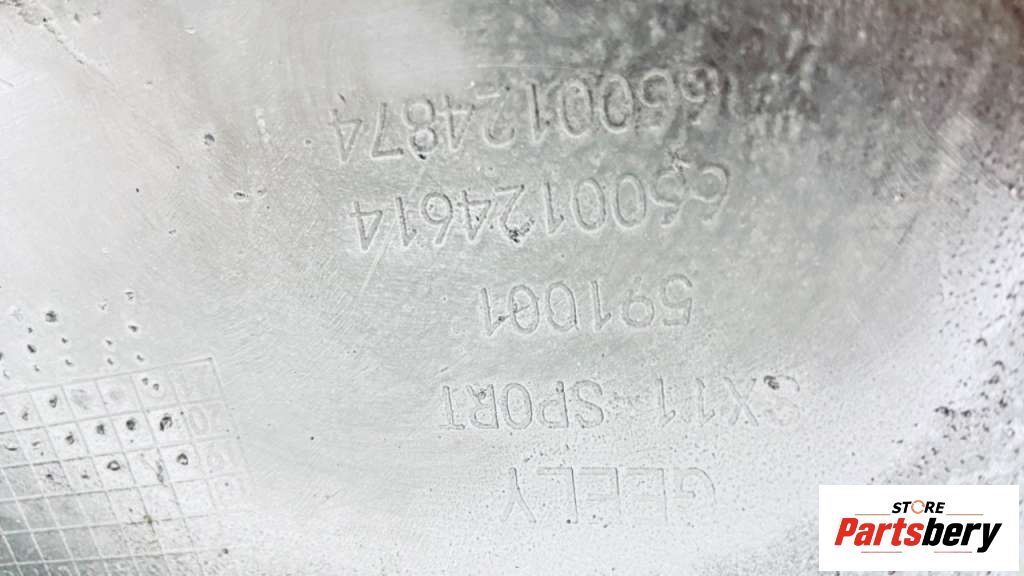 GEELY
SX11-SPORT
591001
6600124614
6600124874
STORE
Partsbery